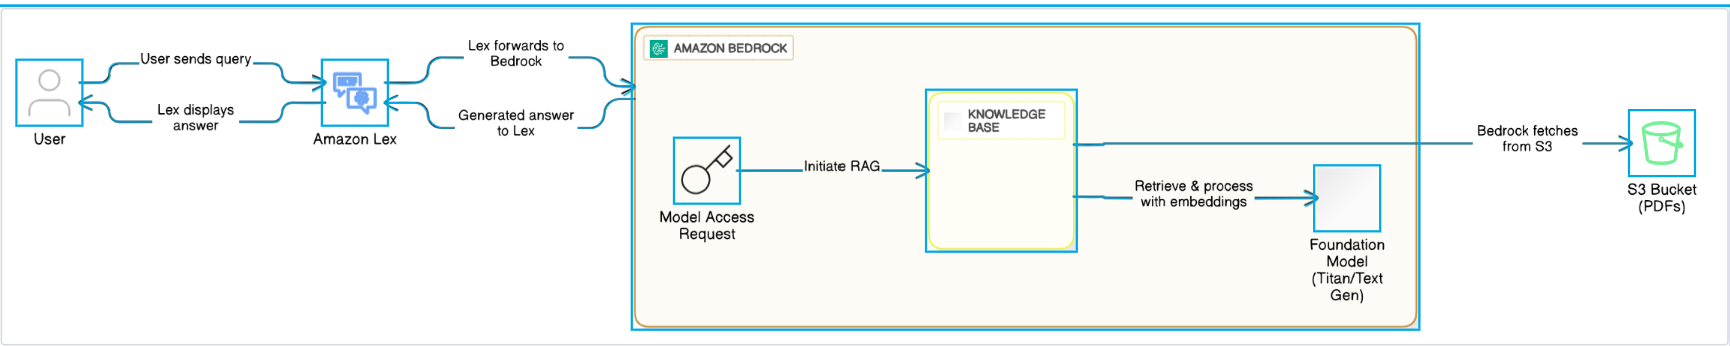 User sends query
Lex displays
answer
User
Amazon Lex
Lex forwards to
Bedrock
Generated answer
to Lex
AMAZON BEDROCK
Model Access
Request
Initiate RAG
KNOWLEDGE
BASE
Retrieve & process
with embeddings
Foundation
Model
(Titan/Text
Gen)
Bedrock fetches
from S3
S3 Bucket
(PDFs)